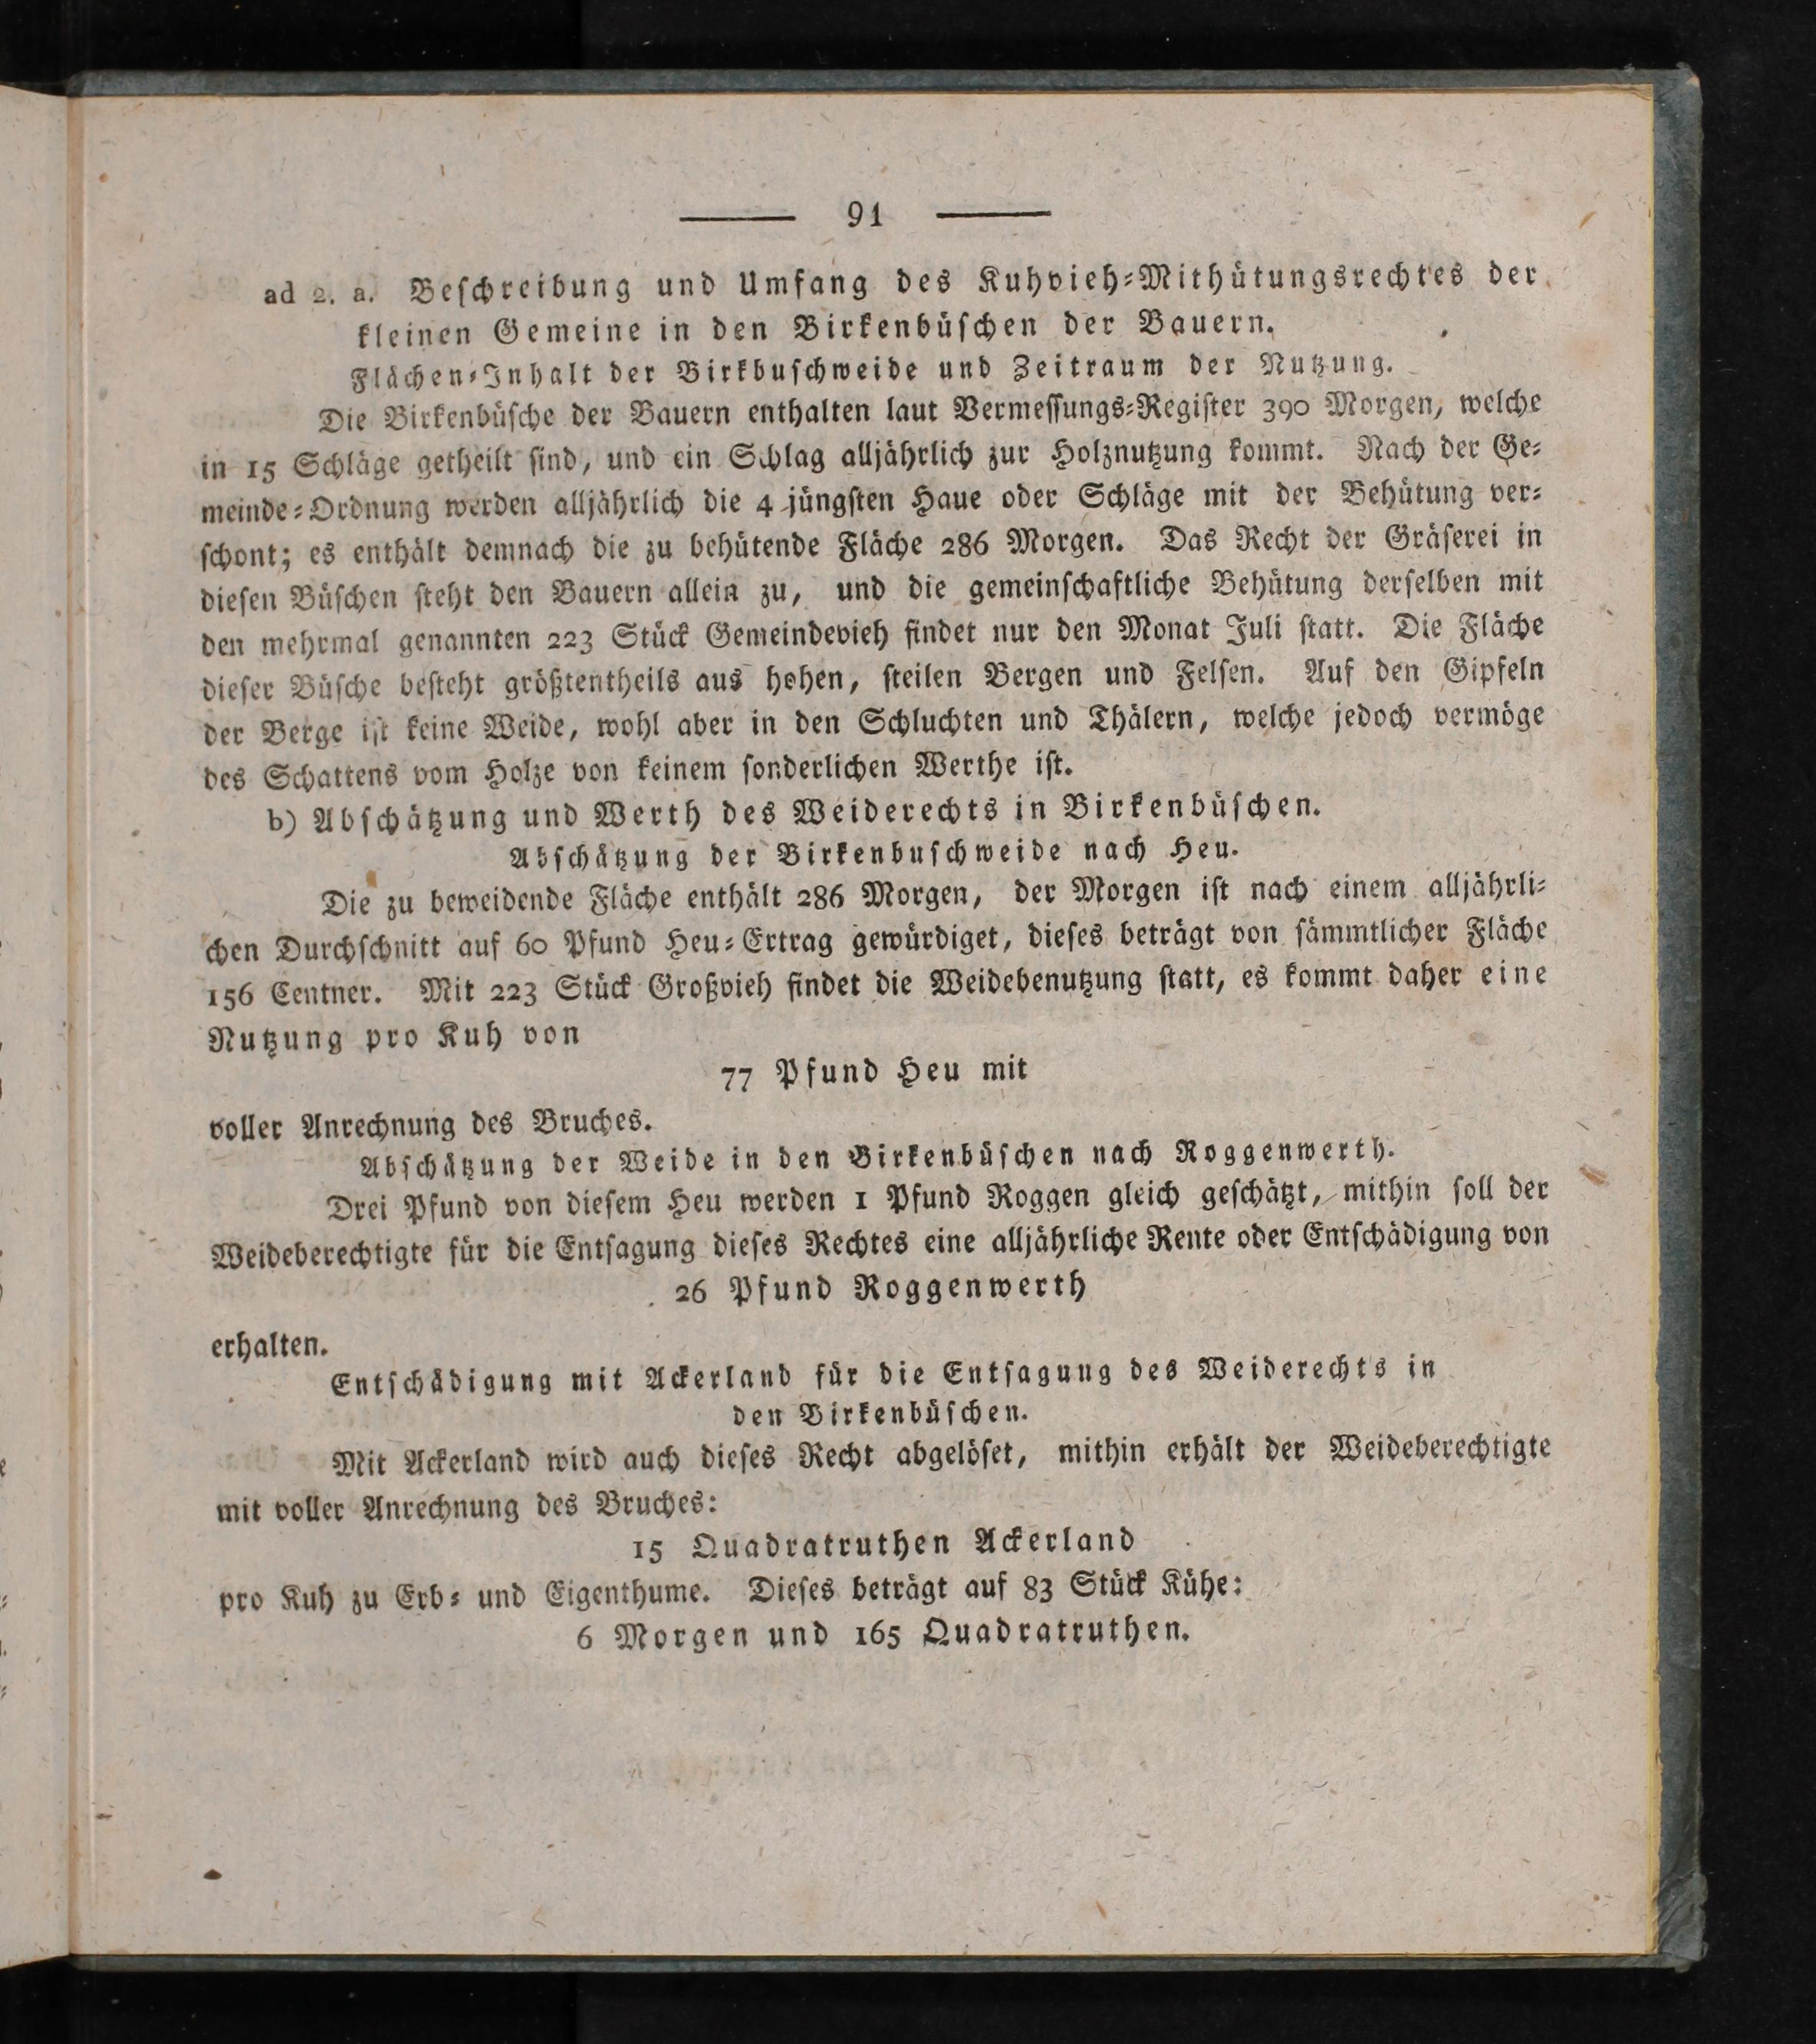 91
ad 2. a. Beschreibung und Umfang des Kuhvieh-Mithütungsrechtes der
kleinen Gemeine in den Birkenbüschen der Bauern.
Flächen-Inhalt der Birkbuschweide und Zeitraum der Nutzung.
Die Birkenbüsche der Bauern enthalten laut Vermessungs-Register 390 Morgen, welche
in 15 Schläge getheilt sind, und ein Schlag alljährlich zur Holznutzung kommt. Nach der Ge-
meinde-Ordnung werden alljährlich die 4 jüngsten Haue oder Schläge mit der Behütung ver-
schont; es enthält demnach die zu behütende Fläche 286 Morgen. Das Recht der Gräserei in
diesen Büschen steht den Bauern allein zu, und die gemeinschaftliche Behütung derselben mit
den mehrmal genannten 223 Stück Gemeindevieh findet nur den Monat Juli statt. Die Fläche
dieser Büsche besteht größtentheils aus hohen, steilen Bergen und Felsen. Auf den Gipfeln
der Berge ist keine Weide, wohl aber in den Schluchten und Thälern, welche jedoch vermöge
des Schattens vom Holze von keinem sonderlichen Werthe ist.
b) Abschätzung und Werth des Weiderechts in Birkenbüschen.
Abschätzung der Birkenbuschweide nach Heu.
Die zu beweidende Fläche enthält 286 Morgen, der Morgen ist nach einem alljährli-
chen Durchschnitt auf 60 Pfund Heu-Ertrag gewürdiget, dieses beträgt von sämmtlicher Fläche
156 Centner. Mit 223 Stück Großvieh findet die Weidebenutzung statt, es kommt daher eine
Nutzung pro Kuh von
77 Pfund Heu mit
voller Anrechnung des Bruches.
Abschätzung der Weide in den Birkenbüschen nach Roggenwerth.
Drei Pfund von diesem Heu werden 1 Pfund Roggen gleich geschätzt, mithin soll der
Weideberechtigte für die Entsagung dieses Rechtes eine alljährliche Rente oder Entschädigung von
26 Pfund Roggenwerth
erhalten.
Entschädigung mit Ackerland für die Entsagung des Weiderechts in
den Birkenbüschen.
Mit Ackerland wird auch dieses Recht abgelöset, mithin erhält der Weideberechtigte
mit voller Anrechnung des Bruches:
15 Quadratruthen Ackerland
pro Kuh zu Erb- und Eigenthume. Dieses beträgt auf 83 Stück Kühe:
6 Morgen und 165 Quadratruthen.